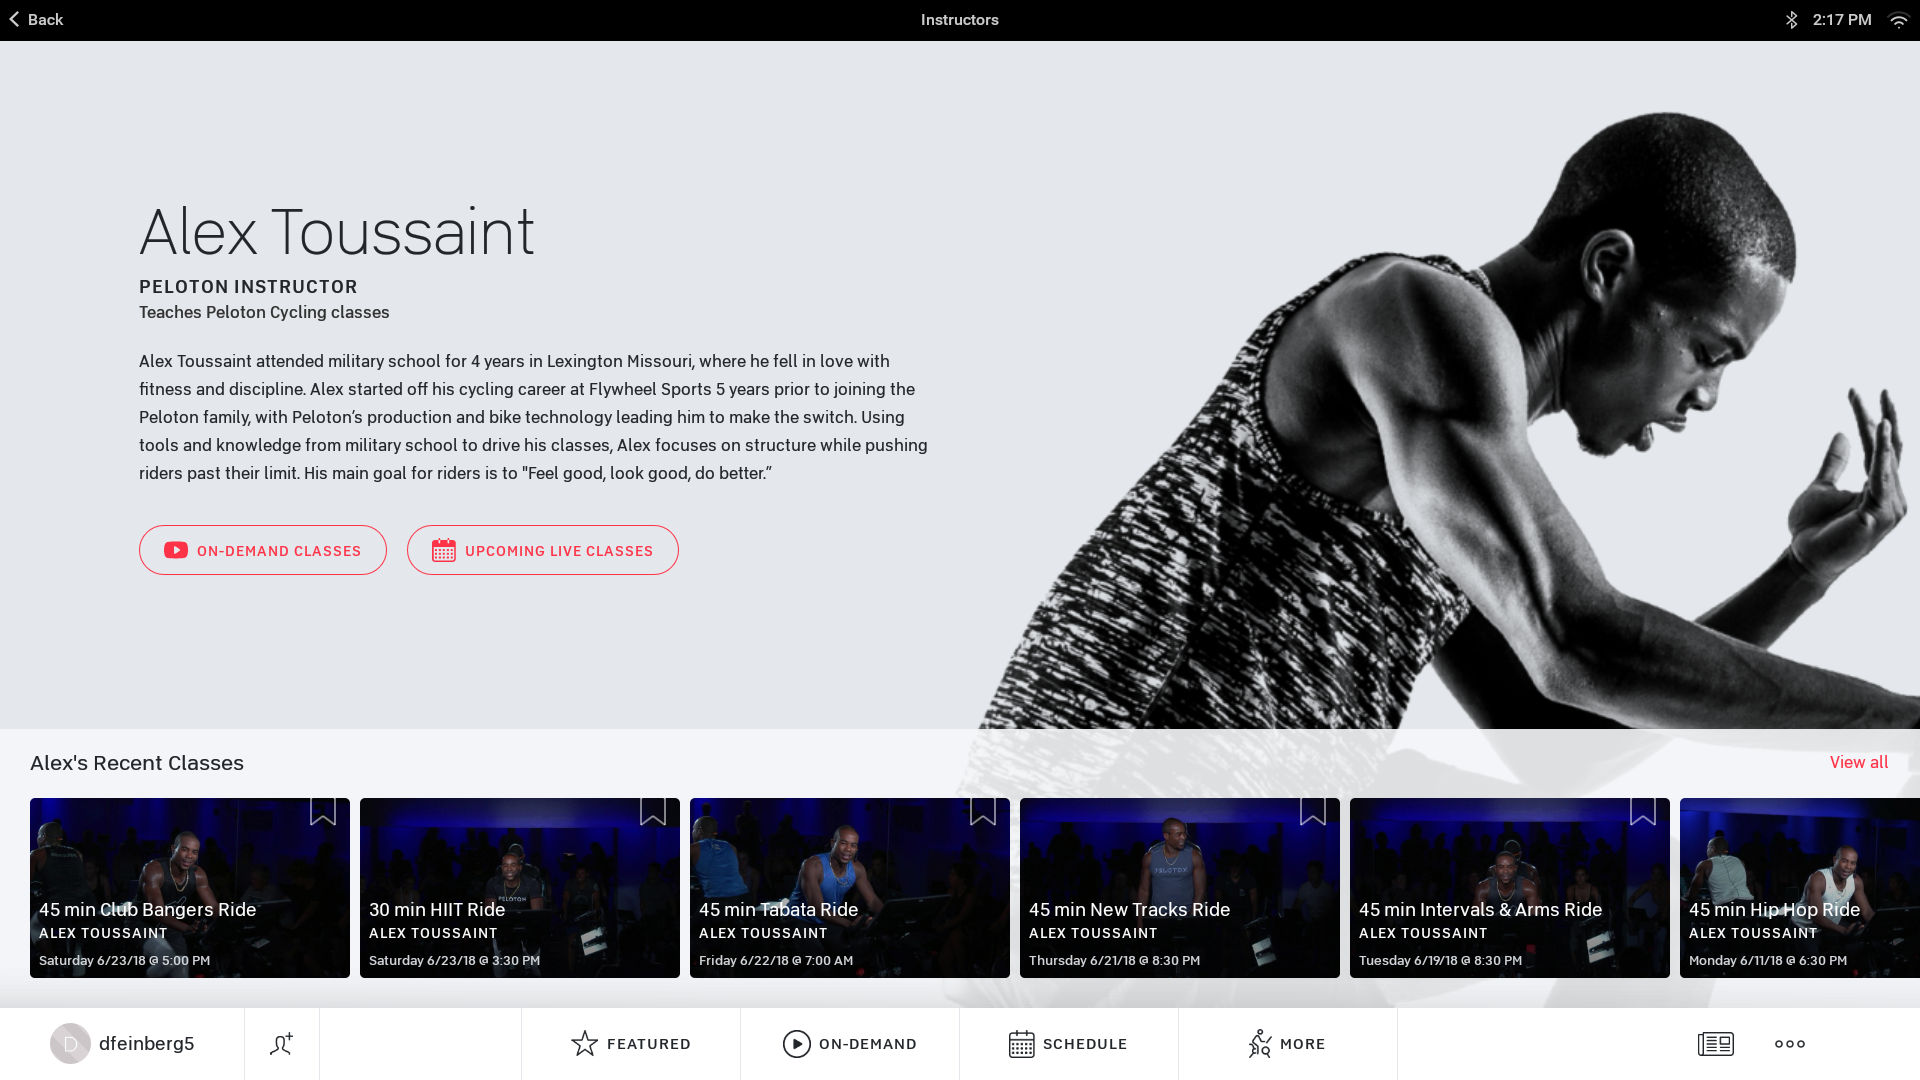 Back
Instructors
2:17 PM
Alex Toussaint
PELOTON INSTRUCTOR
Teaches Peloton Cycling classes
Alex Toussaint attended military school for 4 years in Lexington Missouri, where he fell in love with
fitness and discipline. Alex started off his cycling career at Flywheel Sports 5 years prior to joining the
Peloton family, with Peloton’s production and bike technology leading him to make the switch. Using
tools and knowledge from military school to drive his classes, Alex focuses on structure while pushing
riders past their limit. His main goal for riders is to "Feel good, look good, do better.”
ON-DEMAND CLASSES
UPCOMING LIVE CLASSES
Alex's Recent Classes
View all
45 min Club Bangers Ride
ALEX TOUSSAINT
Saturday 6/23/18 @ 5:00 PM
PELOTON
30 min HIIT Ride
ALEX TOUSSAINT
Saturday 6/23/18 @ 3:30 PM
45 min Tabata Ride
ALEX TOUSSAINT
Friday 6/22/18 @ 7:00 AM
PELOTON
45 min New Tracks Ride
ALEX TOUSSAINT
Thursday 6/21/18 @ 8:30 PM
45 min Intervals & Arms Ride
ALEX TOUSSAINT
Tuesday 6/19/18 @ 8:30 PM
45 min Hip Hop Ride
ALEX TOUSSAINT
Monday 6/11/18 @ 6:30 PM
D
dfeinberg5
FEATURED
ON-DEMAND
SCHEDULE
MORE